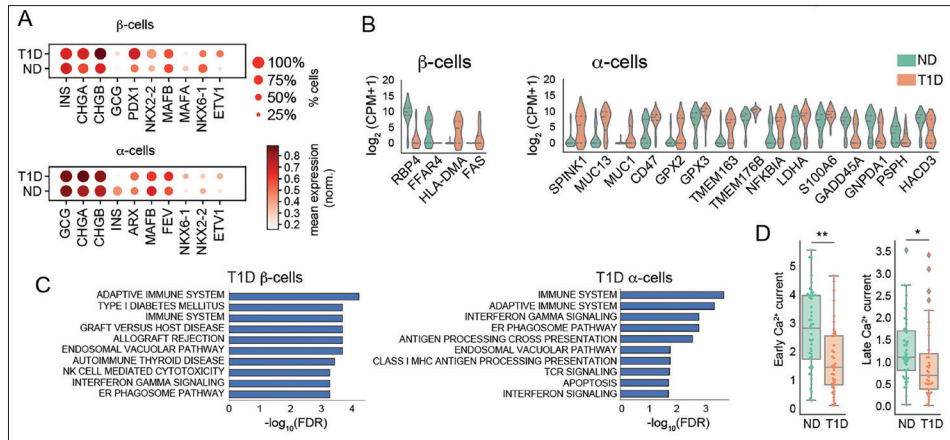 A
β-cells
T1D
ND
INS
CHGA
CHGB
GCG
PDX1
NKX2-2
MAFB
MAFA
NKX6-1
ETV1
100%
75%
50%
25%
% cells
α-cells
T1D
ND
GCG
CHGA
CHGB
INS
ARX
MAFB
FEV
NKX6-1
NKX2-2
ETV1
0.8
0.7
0.6
0.5
0.4
0.3
0.2
0.1
mean expression
(norm.)
B
β-cells
log2 (CPM+1)
15
10
5
0
RBP4
FFAR4
HLA-DMA
FAS
α-cells
log2 (CPM+1)
15
10
5
0
SPINK1
MUC13
MUC1
CD47
GPX2
GPX3
TMEM163
TMEM176B
NFKBIA
LDHA
S100A6
GADD45A
GNPDA1
PSPH
HACD3
ND
T1D
C
T1D β-cells
ADAPTIVE IMMUNE SYSTEM
TYPE I DIABETES MELLITUS
IMMUNE SYSTEM
GRAFT VERSUS HOST DISEASE
ALLOGRAFT REJECTION
ENDOSOMAL VACUOLAR PATHWAY
AUTOIMMUNE THYROID DISEASE
NK CELL MEDIATED CYTOTOXICITY
INTERFERON GAMMA SIGNALING
ER PHAGOSOME PATHWAY
0 1 2 3 4
-log10(FDR)
T1D α-cells
IMMUNE SYSTEM
ADAPTIVE IMMUNE SYSTEM
INTERFERON GAMMA SIGNALING
ER PHAGOSOME PATHWAY
ANTIGEN PROCESSING CROSS PRESENTATION
ENDOSOMAL VACUOLAR PATHWAY
CLASS I MHC ANTIGEN PROCESSING PRESENTATION
TCR SIGNALING
APOPTOSIS
INTERFERON SIGNALING
0 1 2 3
-log10(FDR)
D
**
Early Ca2+ current
5
4
3
2
1
0
ND T1D
*
Late Ca2+ current
3.5
3.0
2.5
2.0
1.5
1.0
0.5
0.0
ND T1D